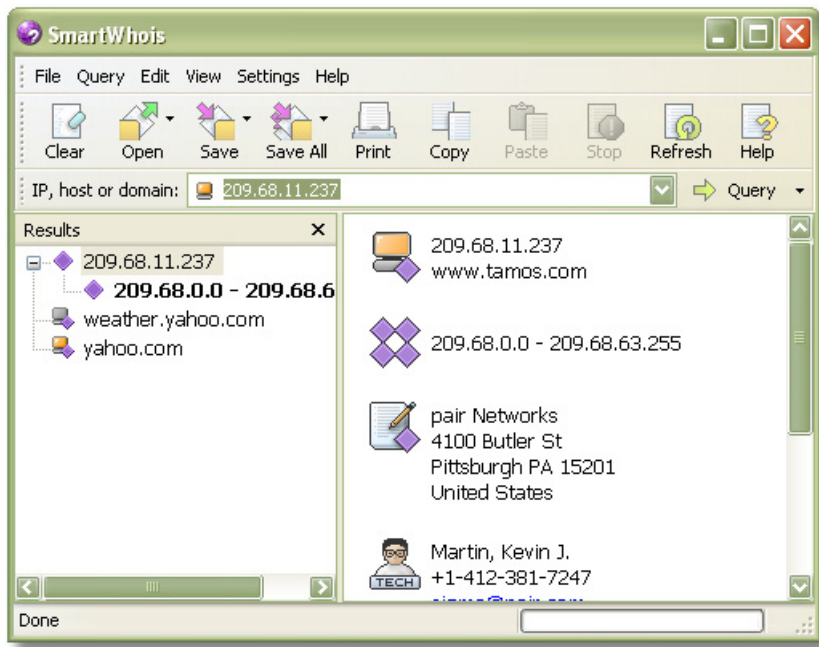 SmartWhois
File Query Edit View Settings Help
Clear Open Save Save All Print Copy Paste Stop Refresh Help
IP, host or domain: 209.68.11.237 Query
Results
209.68.11.237
209.68.0.0 - 209.68.6
weather.yahoo.com
yahoo.com
209.68.11.237
www.tamos.com
209.68.0.0 - 209.68.63.255
pair Networks
4100 Butler St
Pittsburgh PA 15201
United States
TECH
Martin, Kevin J.
+1-412-381-7247
Done